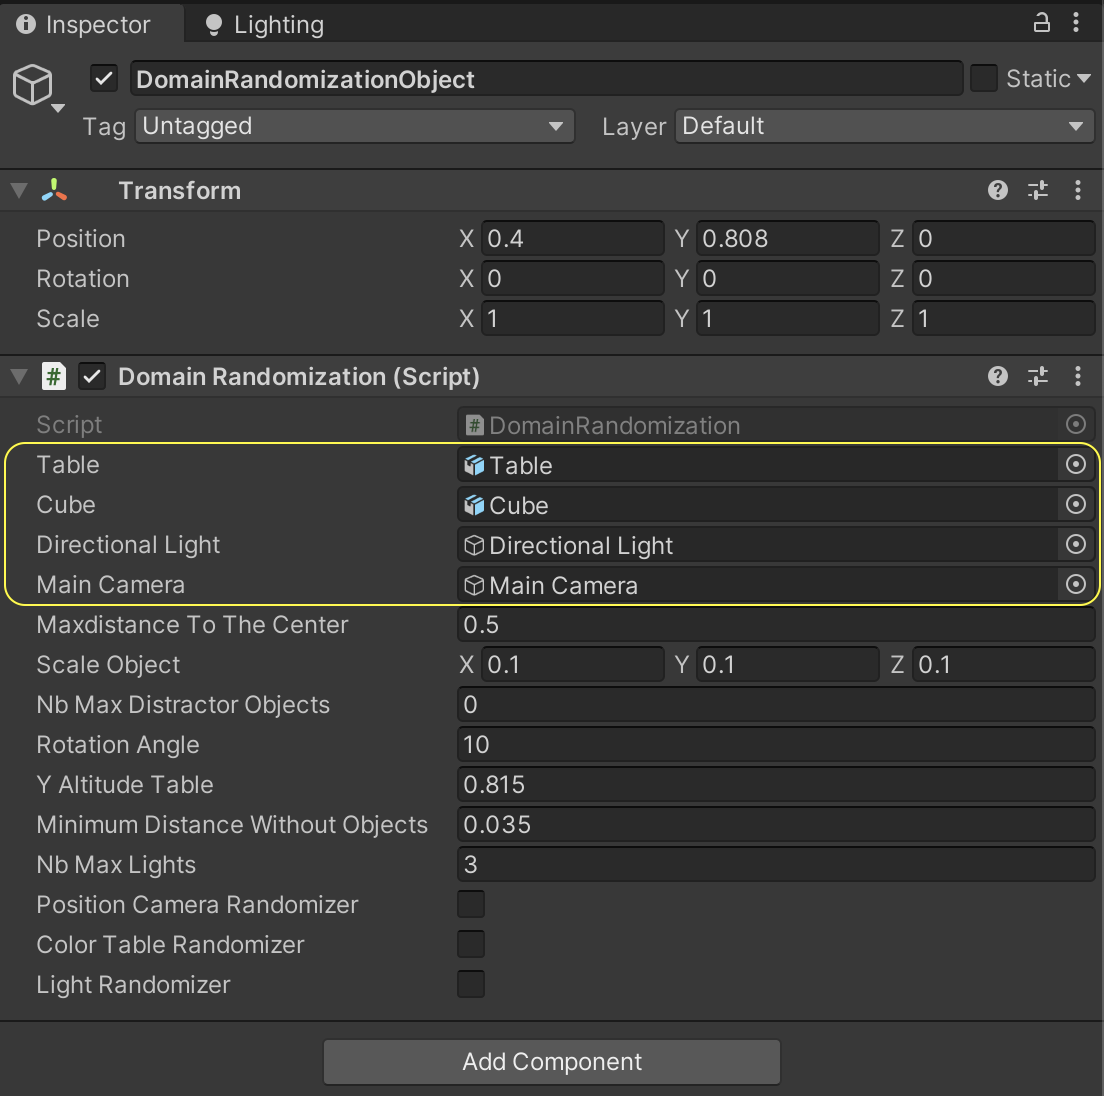 Inspector Lighting
DomainRandomizationObject Static
Tag Untagged Layer Default
Transform
Position X 0.4 Y 0.808 Z 0
Rotation X 0 Y 0 Z 0
Scale X 1 Y 1 Z 1
# Domain Randomization (Script)
Script # DomainRandomization
Table Table
Cube Cube
Directional Light Directional Light
Main Camera Main Camera
Maxdistance To The Center 0.5
Scale Object X 0.1 Y 0.1 Z 0.1
Nb Max Distractor Objects 0
Rotation Angle 10
Y Altitude Table 0.815
Minimum Distance Without Objects 0.035
Nb Max Lights 3
Position Camera Randomizer
Color Table Randomizer
Light Randomizer
Add Component